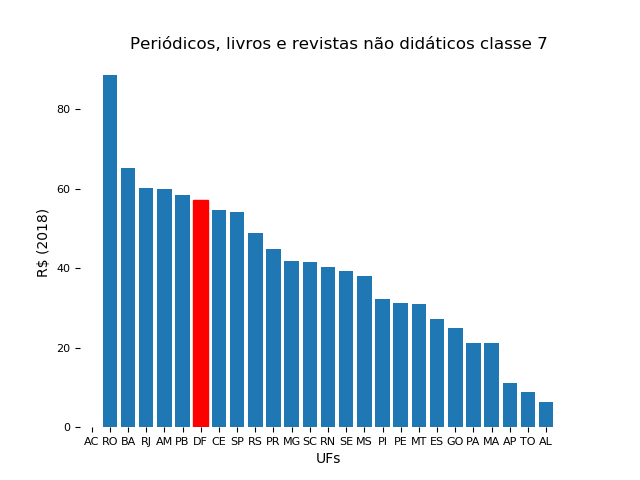 Periódicos, livros e revistas não didáticos classe 7
R$ (2018)
80
60
40
20
0
AC RO BA RJ AM PB DF CE SP RS PR MG SC RN SE MS PI PE MT ES GO PA MA AP TO AL
UFs